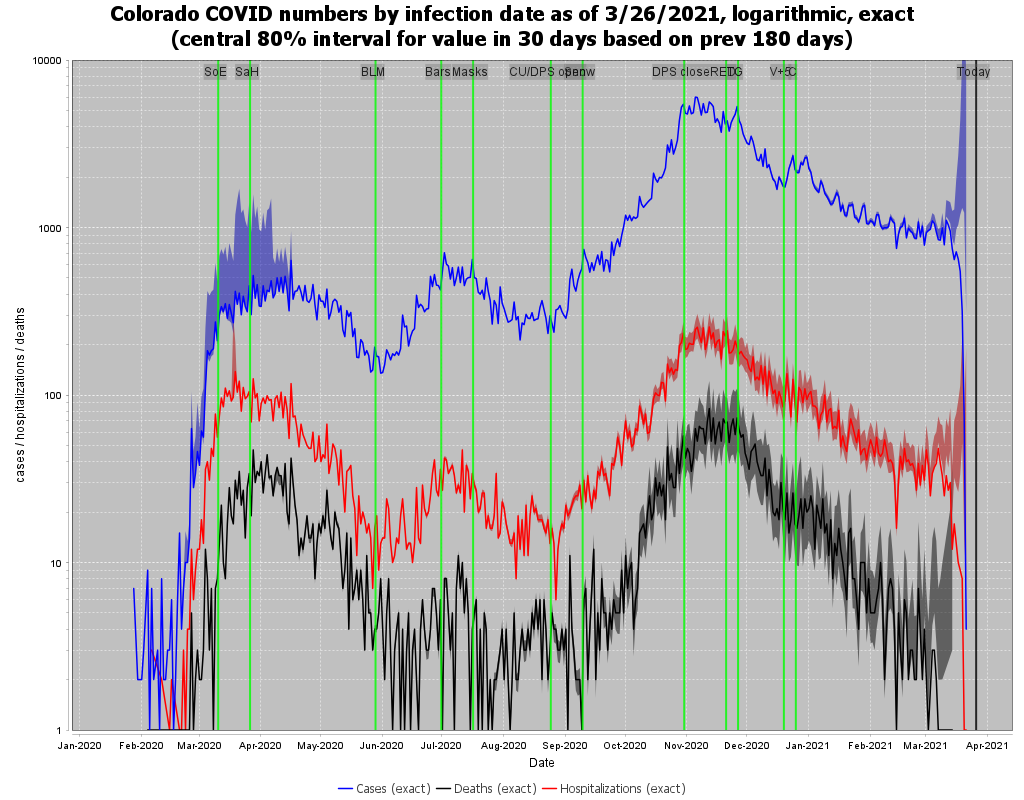 Colorado COVID numbers by infection date as of 3/26/2021, logarithmic, exact
(central 80% interval for value in 30 days based on prev 180 days)
10000
SoE SaH BLM Bars Masks CU/DPS open Snow DPS close RED TG V+5 C Today
1000
100
10
1
cases / hospitalizations / deaths
Jan-2020 Feb-2020 Mar-2020 Apr-2020 May-2020 Jun-2020 Jul-2020 Aug-2020 Sep-2020 Oct-2020 Nov-2020 Dec-2020 Jan-2021 Feb-2021 Mar-2021 Apr-2021
Date
Cases (exact) Deaths (exact) Hospitalizations (exact)